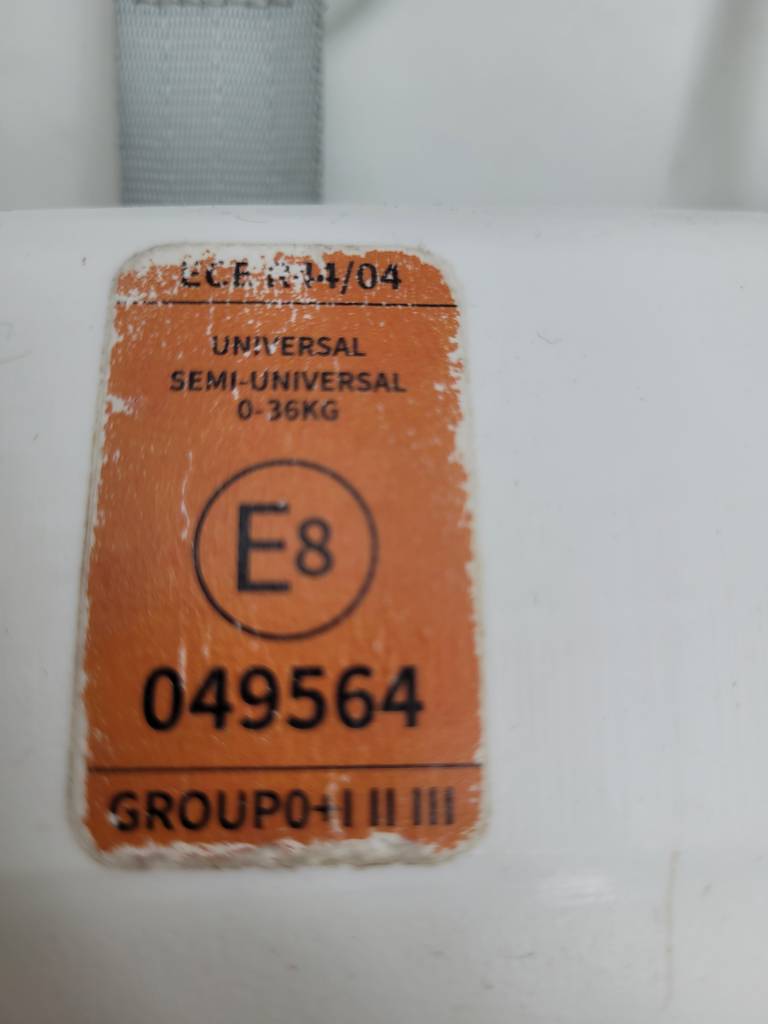 ECE R44/04
UNIVERSAL
SEMI-UNIVERSAL
0-36KG
E8
049564
GROUP0+I II III